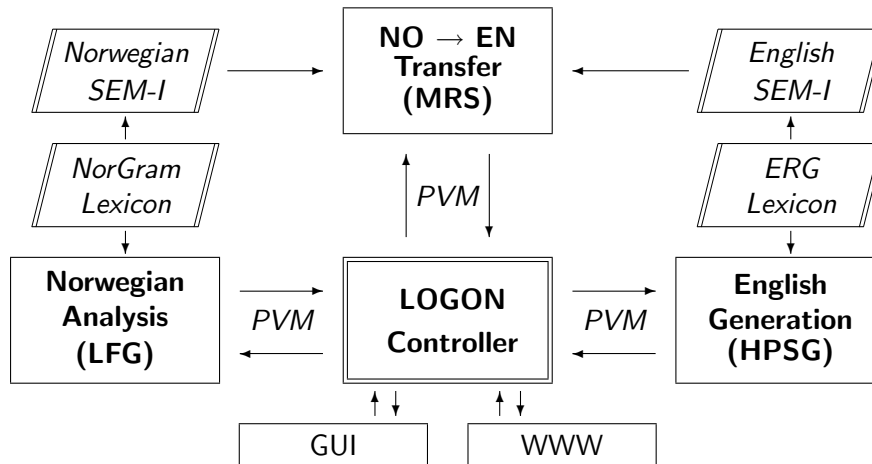 Norwegian
SEM-I
NO → EN
Transfer
(MRS)
English
SEM-I
NorGram
Lexicon
PVM
ERG
Lexicon
Norwegian
Analysis
(LFG)
PVM
LOGON
Controller
PVM
English
Generation
(HPSG)
GUI
WWW